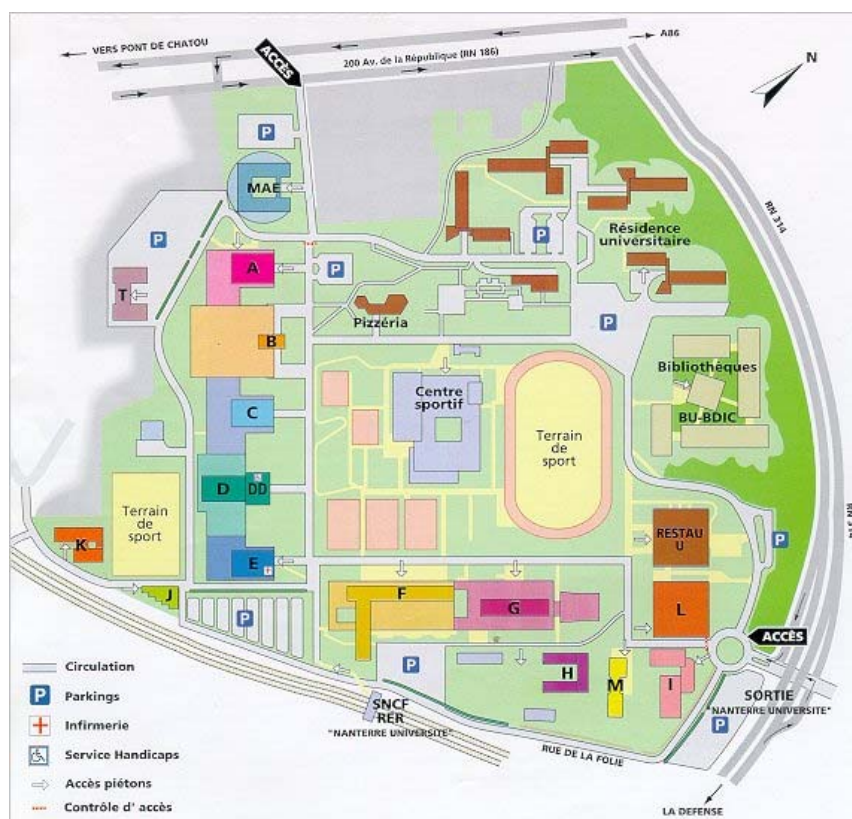 VERS PONT DE CHATOU
ACCÈS
200 Av. de la République (RN 186)
A86
N
P
MAE
P
RN 314
Résidence
universitaire
P
A
P
T
Pizzéria
P
B
Bibliothèques
Centre
sportif
C
BU-BDIC
Terrain
de sport
D
DD
Terrain
de
sport
RESTAU
U
P
K
E
J
F
G
L
P
ACCÈS
P
H
M
I
SORTIE
"NANTERRE UNIVERSITÉ"
P
SNCF
RER
"NANTERRE UNIVERSITÉ"
RUE DE LA FOLIE
LA DEFENSE
Circulation
P Parkings
Infirmerie
Service Handicaps
Accès piétons
Contrôle d' accès